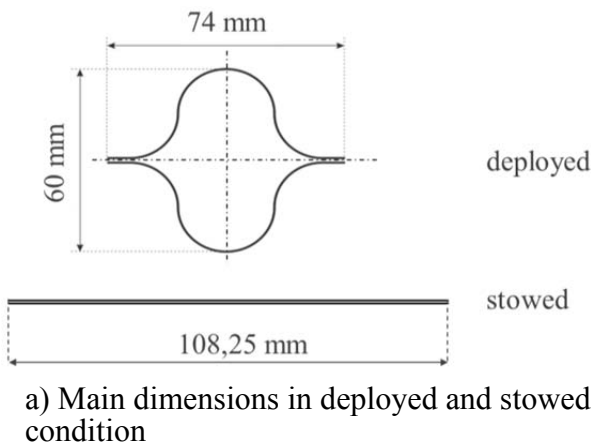 74 mm
60 mm
deployed
stowed
108,25 mm
a) Main dimensions in deployed and stowed
condition